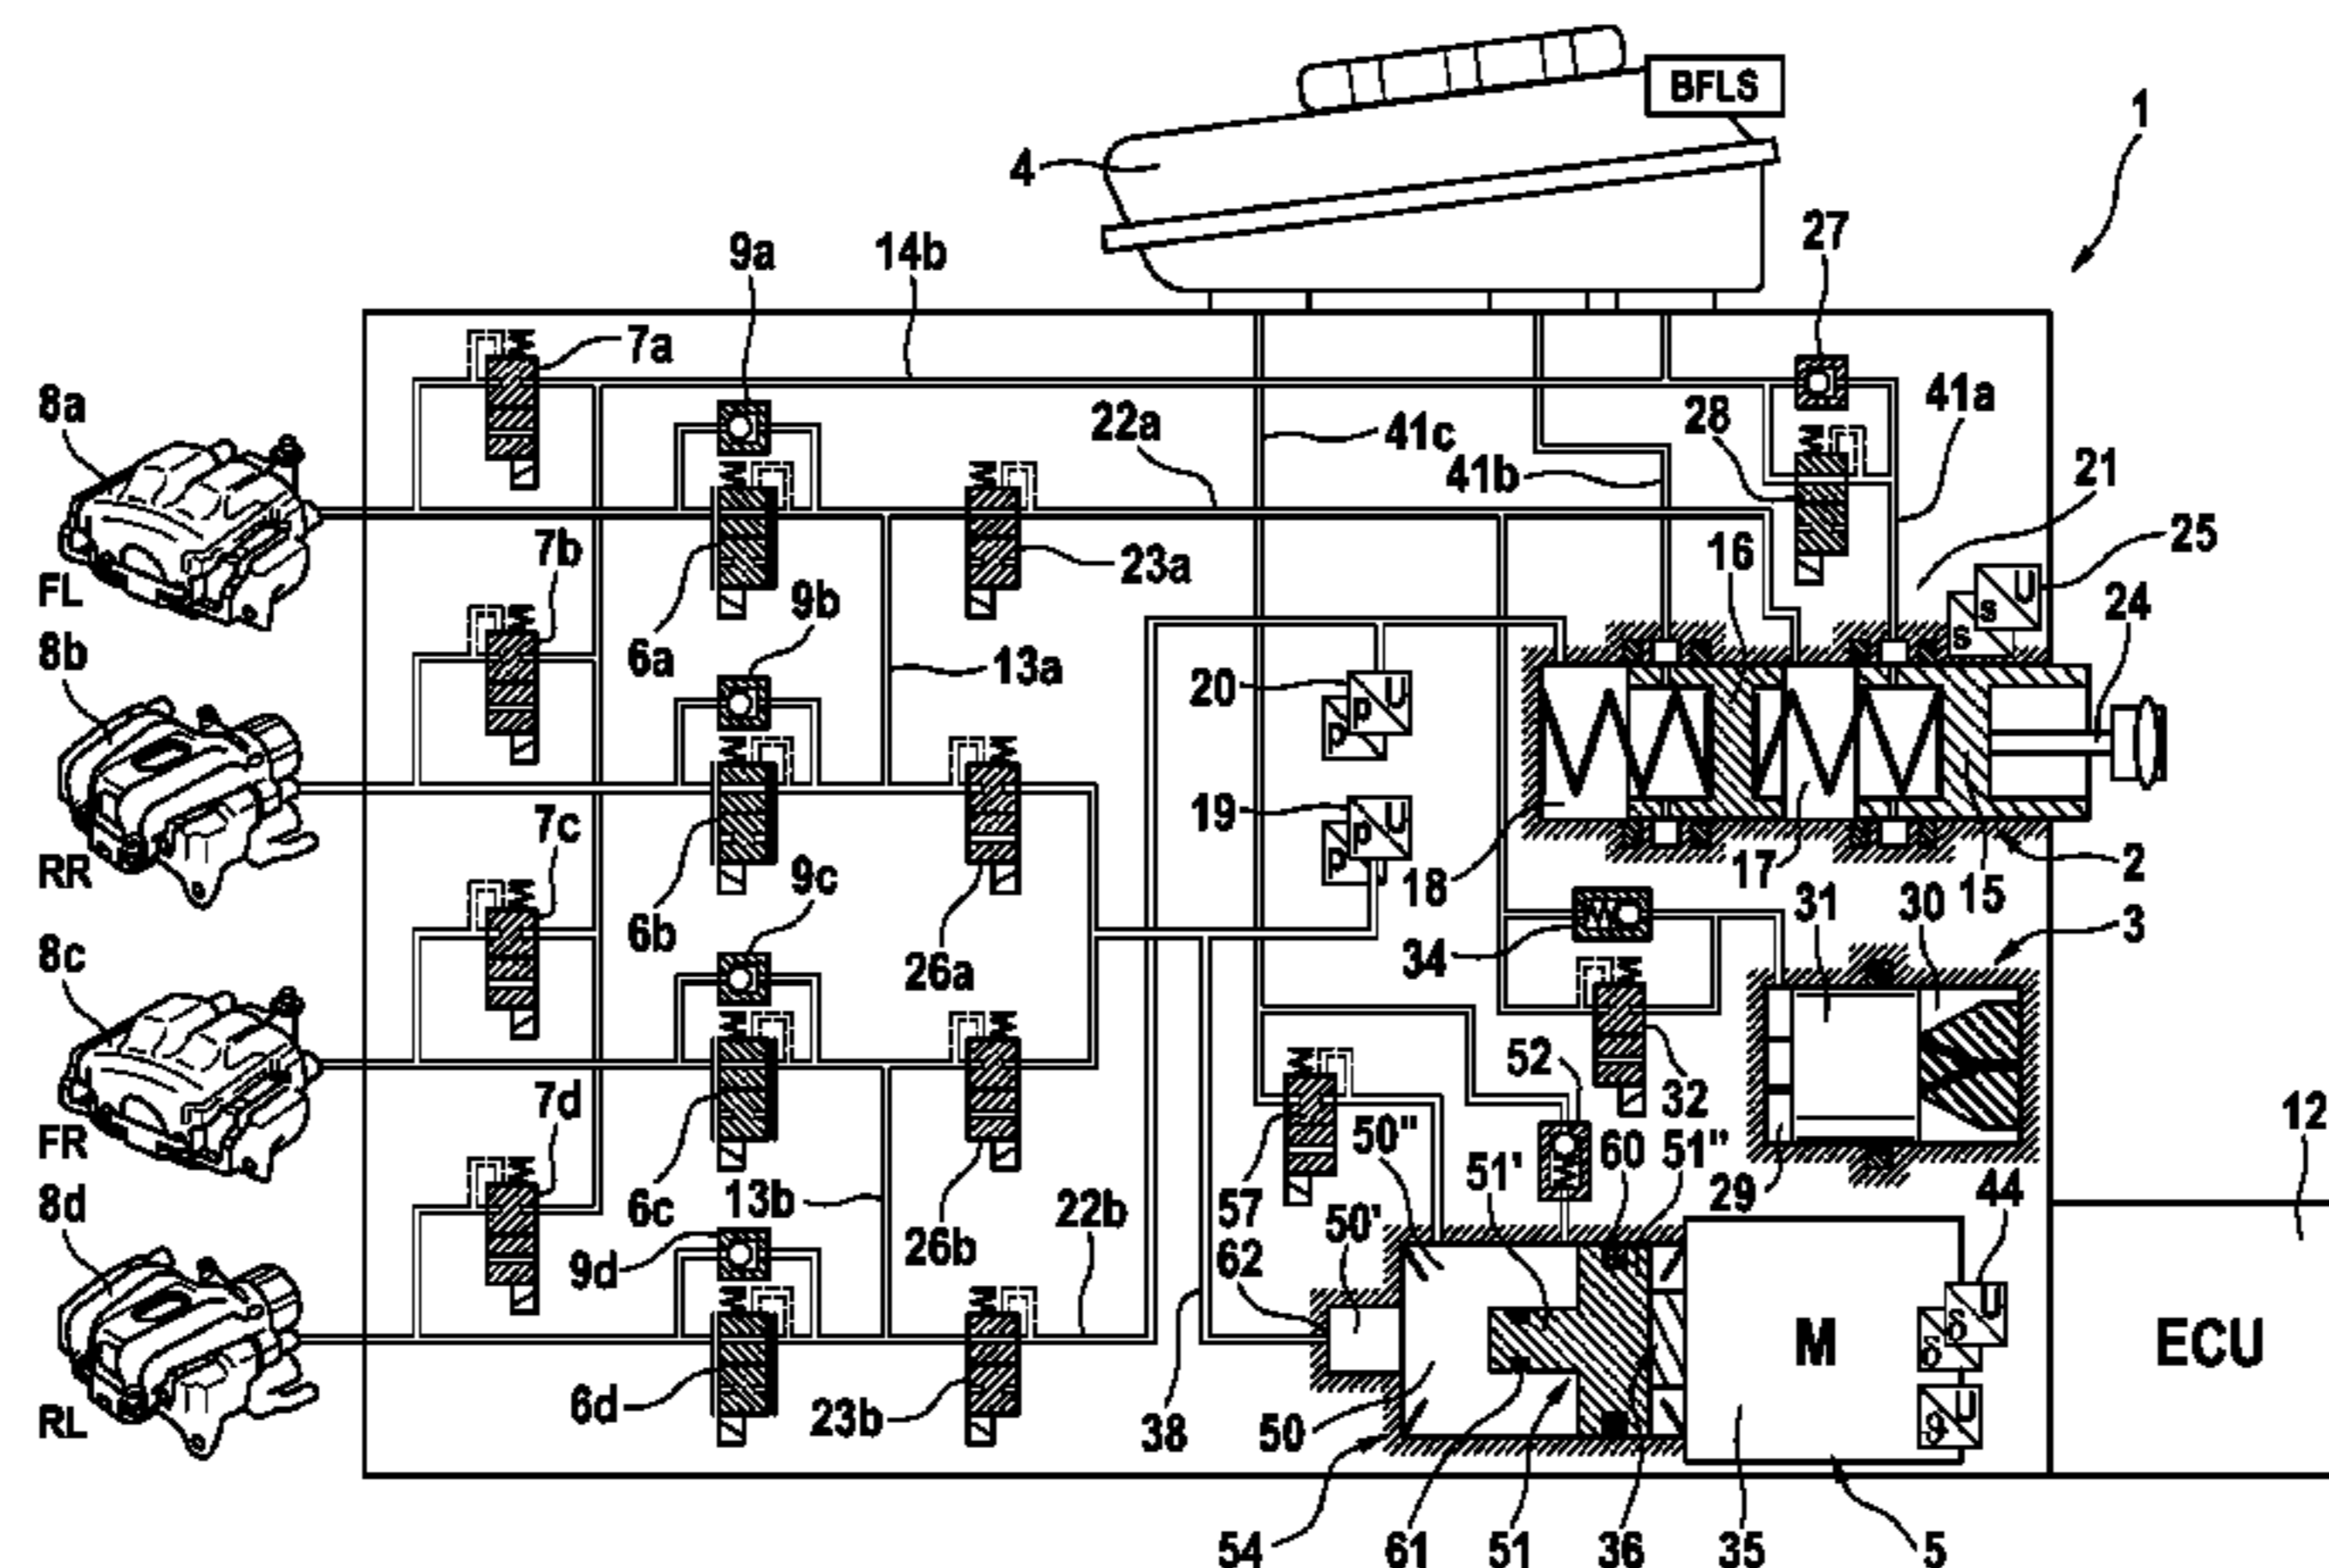 BFLS
1
4
27
9a
14b
7a
8a
28
41a
22a
41c
41b
21
25
16
7b
23a
24
FL
9b
8b
6a
13a
20
U
p
p
s
U
s
19
U
p
p
7c
18
17
15
2
RR
9c
31
30
3
6b
8c
26a
34
52
32
12
7d
50''
60
51''
FR
51'
29
44
8d
6c
13b
22b
57
50'
62
26b
9d
M
U
δ
δ
ECU
U
ϑ
RL
6d
23b
38
50
54
61
51
36
35
5